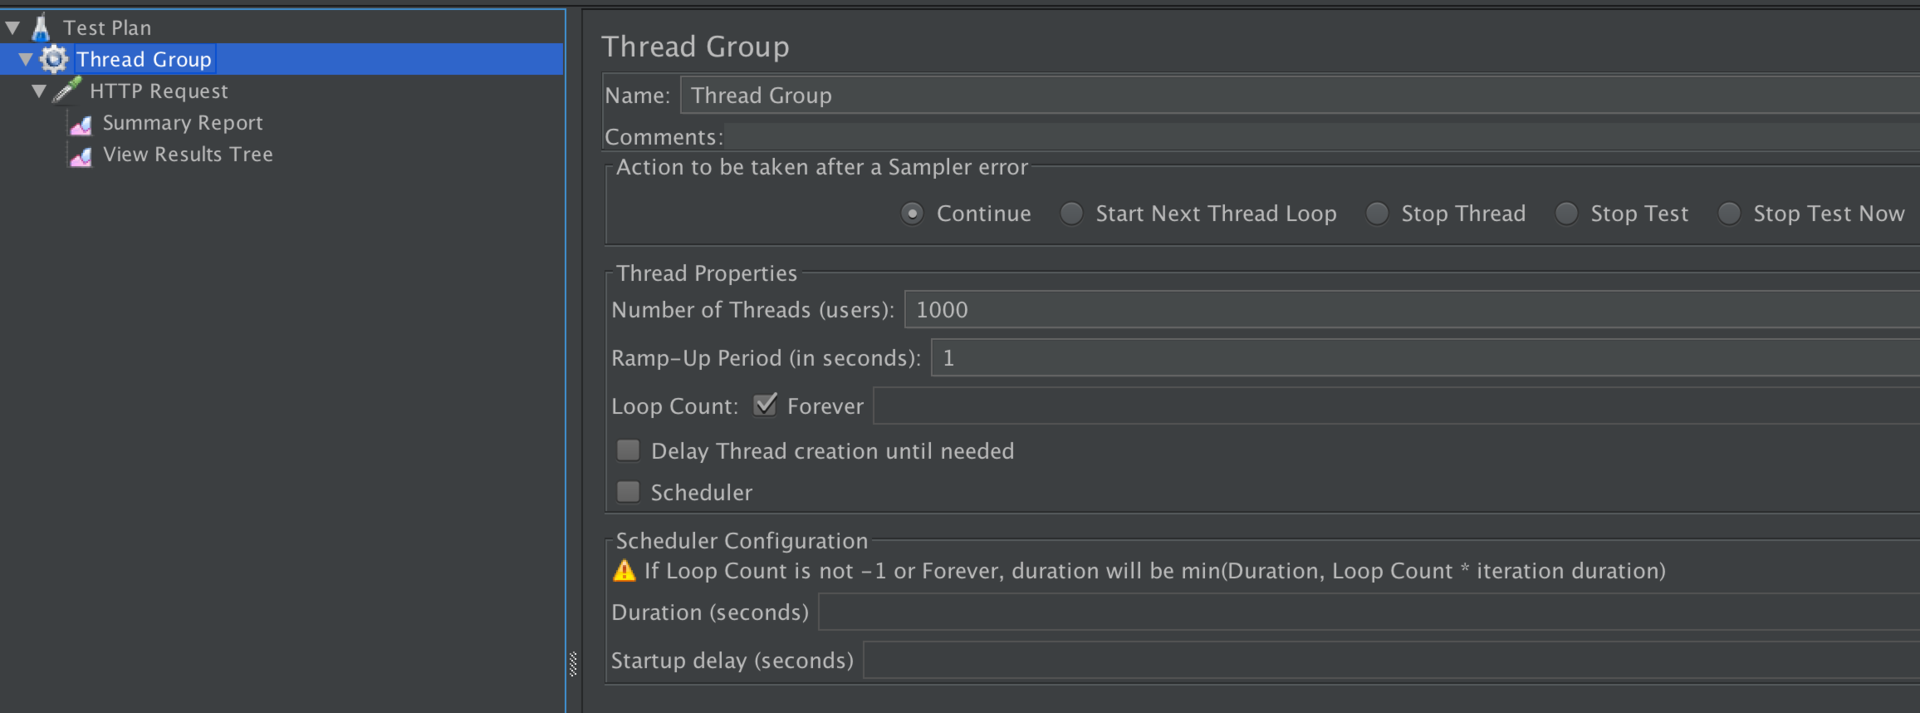 Test Plan
Thread Group
HTTP Request
Summary Report
View Results Tree
Thread Group
Name: Thread Group
Comments:
Action to be taken after a Sampler error
Continue Start Next Thread Loop Stop Thread Stop Test Stop Test Now
Thread Properties
Number of Threads (users): 1000
Ramp-Up Period (in seconds): 1
Loop Count: Forever
Delay Thread creation until needed
Scheduler
Scheduler Configuration
If Loop Count is not -1 or Forever, duration will be min(Duration, Loop Count * iteration duration)
Duration (seconds)
Startup delay (seconds)